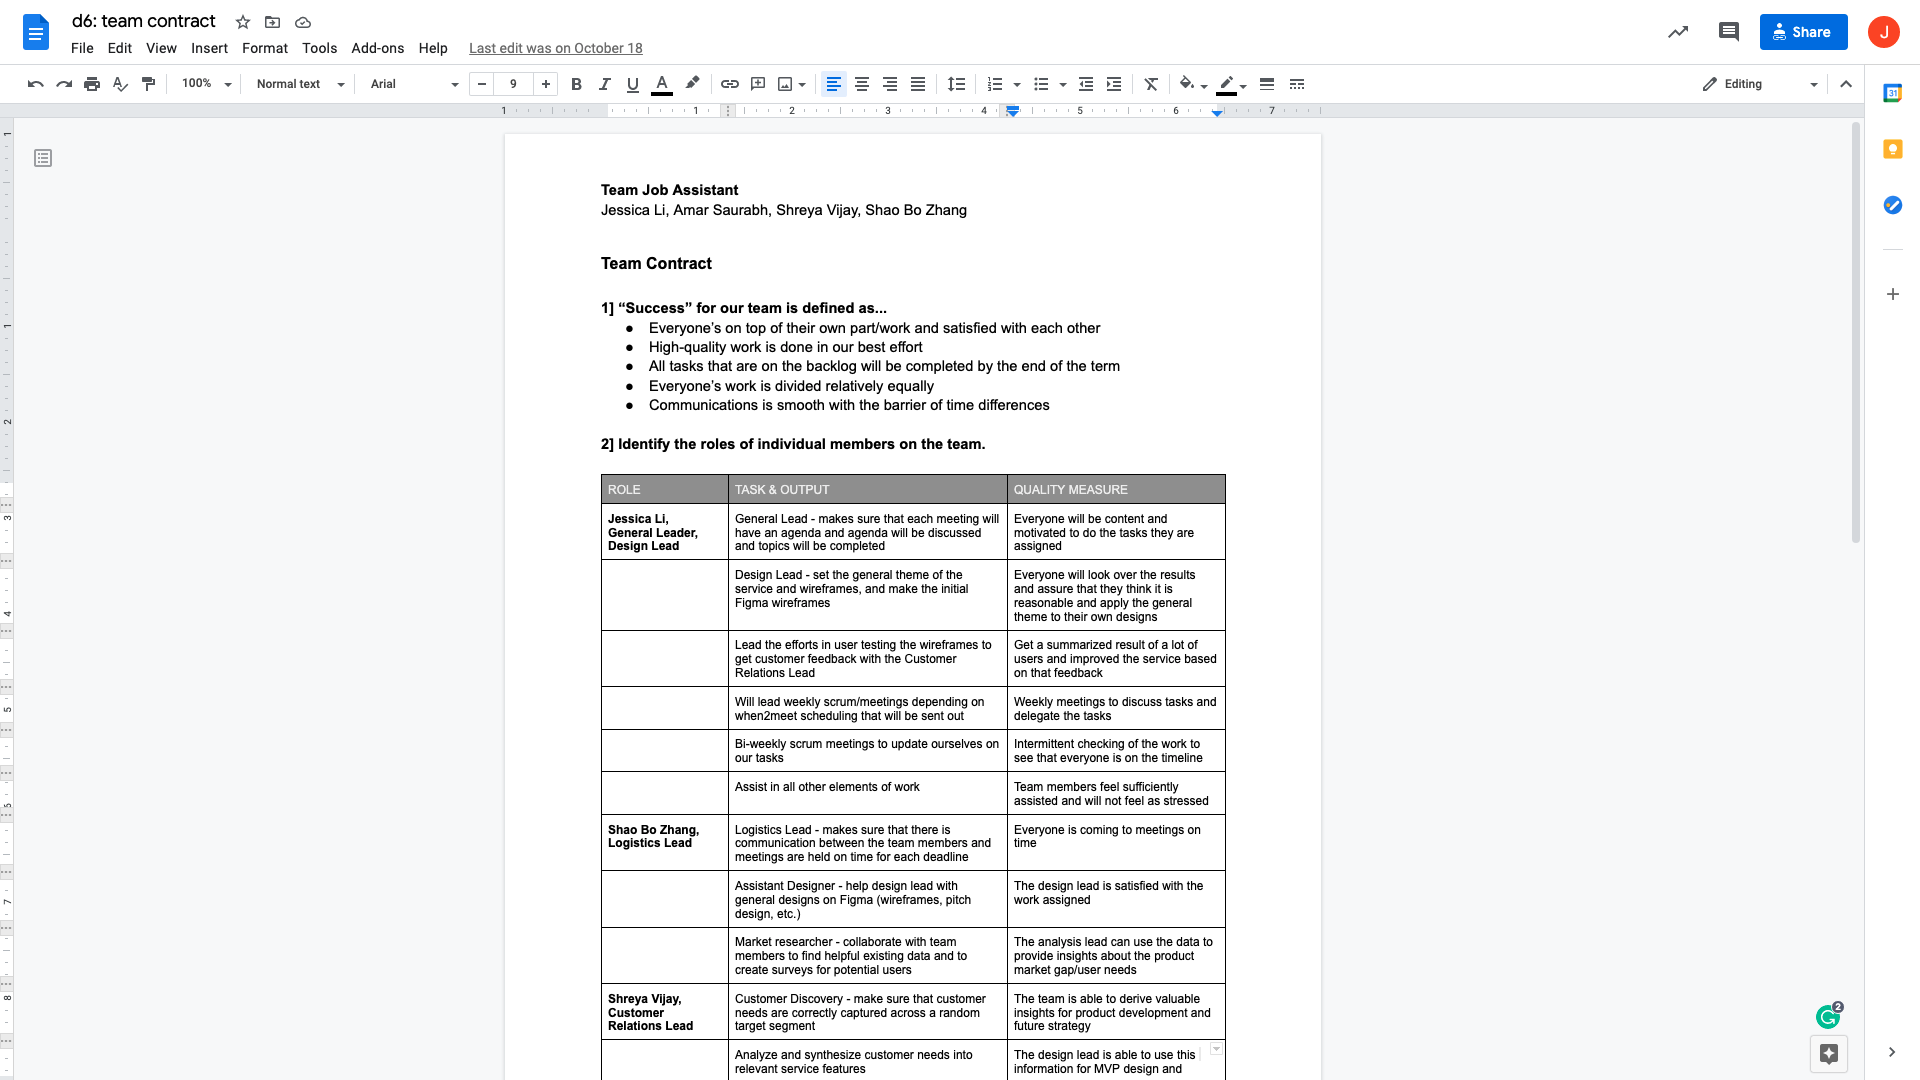 d6: team contract
File Edit View Insert Format Tools Add-ons Help Last edit was on October 18
Share
J
100% Normal text Arial 9 Editing
31
1 1 2 3 4 5 6 7
Team Job Assistant
Jessica Li, Amar Saurabh, Shreya Vijay, Shao Bo Zhang
Team Contract
1] “Success” for our team is defined as...
● Everyone’s on top of their own part/work and satisfied with each other
● High-quality work is done in our best effort
● All tasks that are on the backlog will be completed by the end of the term
● Everyone’s work is divided relatively equally
● Communications is smooth with the barrier of time differences
2] Identify the roles of individual members on the team.
ROLE TASK & OUTPUT QUALITY MEASURE
Jessica Li,
General Leader,
Design Lead
General Lead - makes sure that each meeting will
have an agenda and agenda will be discussed
and topics will be completed
Everyone will be content and
motivated to do the tasks they are
assigned
Design Lead - set the general theme of the
service and wireframes, and make the initial
Figma wireframes
Everyone will look over the results
and assure that they think it is
reasonable and apply the general
theme to their own designs
Lead the efforts in user testing the wireframes to
get customer feedback with the Customer
Relations Lead
Get a summarized result of a lot of
users and improved the service based
on that feedback
Will lead weekly scrum/meetings depending on
when2meet scheduling that will be sent out
Weekly meetings to discuss tasks and
delegate the tasks
Bi-weekly scrum meetings to update ourselves on
our tasks
Intermittent checking of the work to
see that everyone is on the timeline
Assist in all other elements of work
Team members feel sufficiently
assisted and will not feel as stressed
Shao Bo Zhang,
Logistics Lead
Logistics Lead - makes sure that there is
communication between the team members and
meetings are held on time for each deadline
Everyone is coming to meetings on
time
Assistant Designer - help design lead with
general designs on Figma (wireframes, pitch
design, etc.)
The design lead is satisfied with the
work assigned
Market researcher - collaborate with team
members to find helpful existing data and to
create surveys for potential users
The analysis lead can use the data to
provide insights about the product
market gap/user needs
Shreya Vijay,
Customer
Relations Lead
Customer Discovery - make sure that customer
needs are correctly captured across a random
target segment
The team is able to derive valuable
insights for product development and
future strategy
Analyze and synthesize customer needs into
relevant service features
The design lead is able to use this
information for MVP design and
1
1
2
3
4
5
6
7
8
2